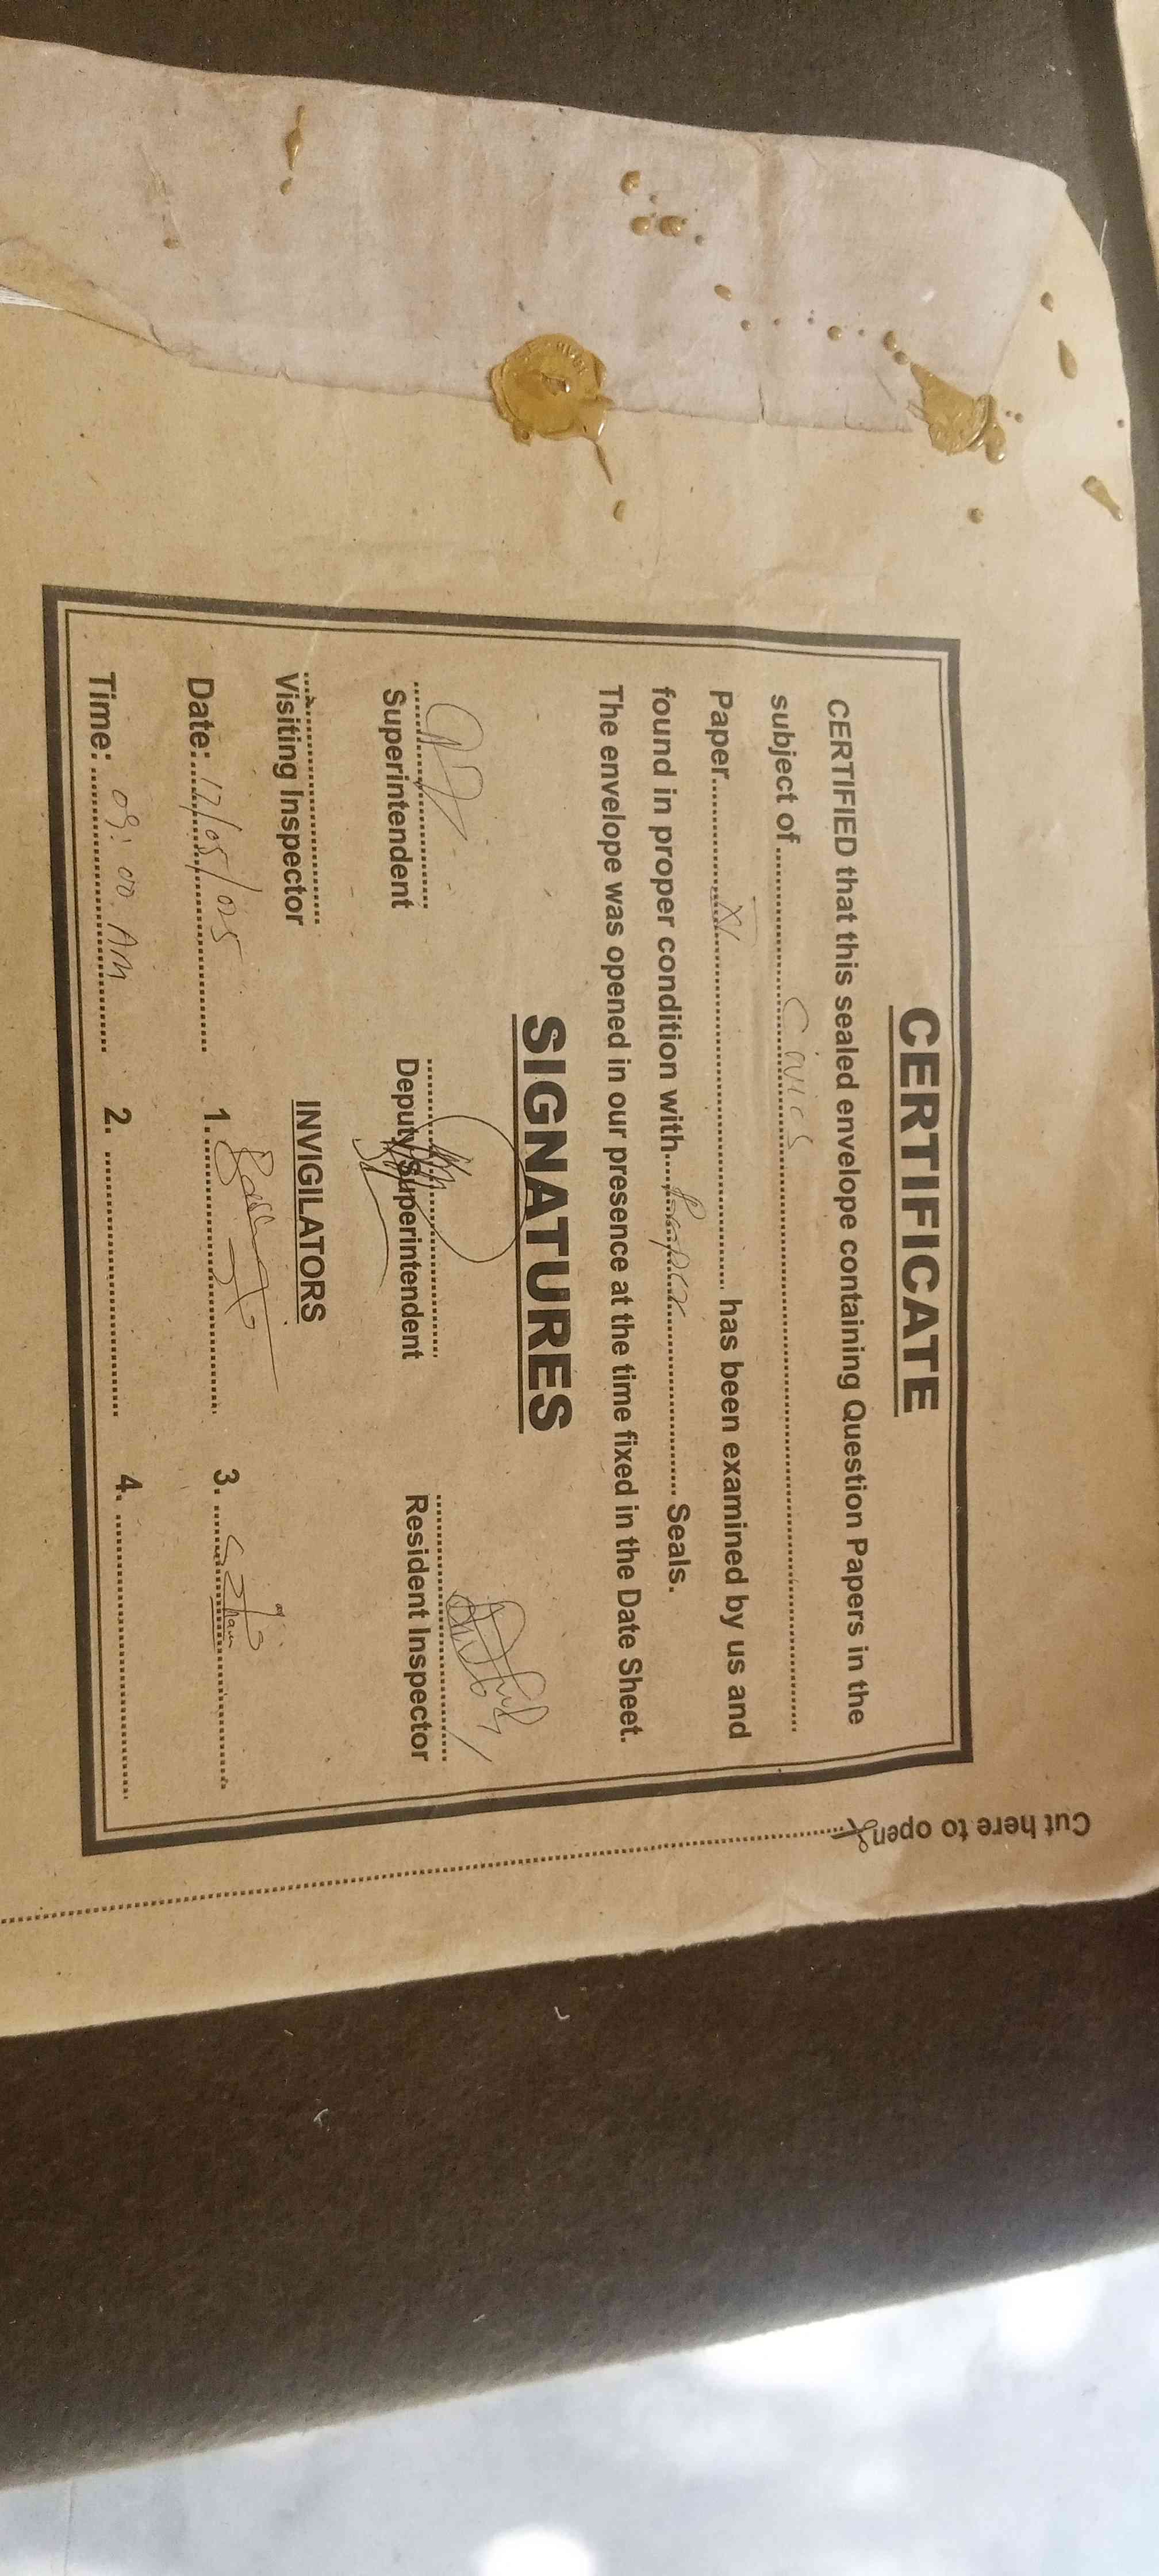 CERTIFICATE
CERTIFIED that this sealed envelope containing Question Papers in the
subject of Civics
Paper XI has been examined by us and
found in proper condition with Proper Seals.
The envelope was opened in our presence at the time fixed in the Date Sheet.
SIGNATURES
Superintendent Deputy Superintendent Resident Inspector
Visiting Inspector
INVIGILATORS
Date: 17/05/025 1. 3.
Time: 09:00 AM 2. 4.
Cut here to open